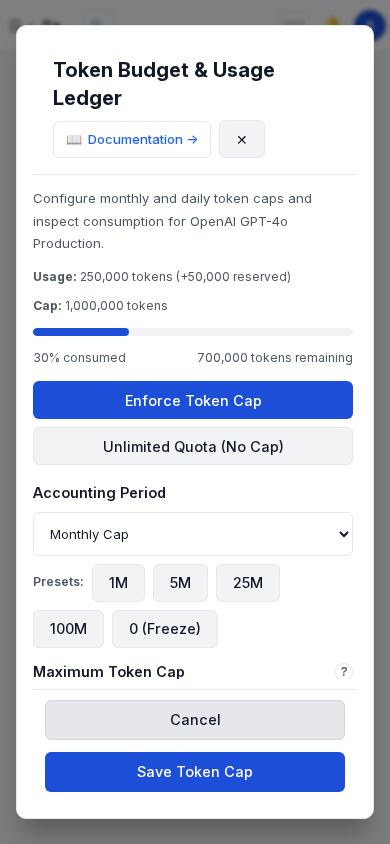 Token Budget & Usage
Ledger
📖 Documentation →
✕
Configure monthly and daily token caps and
inspect consumption for OpenAI GPT-4o
Production.
Usage: 250,000 tokens (+50,000 reserved)
Cap: 1,000,000 tokens
30% consumed 700,000 tokens remaining
Enforce Token Cap
Unlimited Quota (No Cap)
Accounting Period
Monthly Cap
Presets: 1M 5M 25M
100M 0 (Freeze)
Maximum Token Cap ?
Cancel
Save Token Cap